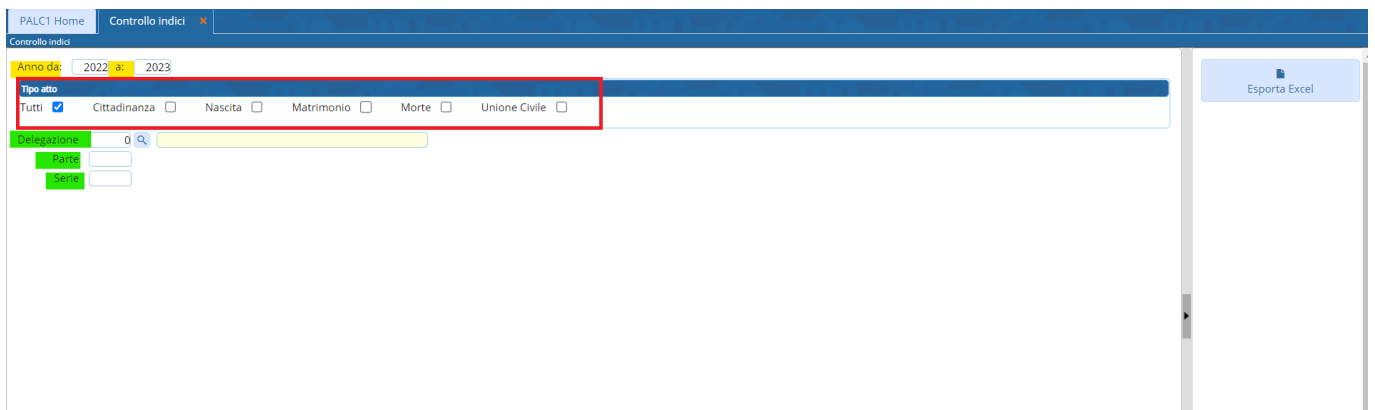 PALC1 Home Controllo indici
Controllo indici
Anno da: 2022 a: 2023
Tipo atto
Tutti Cittadinanza Nascita Matrimonio Morte Unione Civile
Delegazione 0
Parte
Serie
Esporta Excel